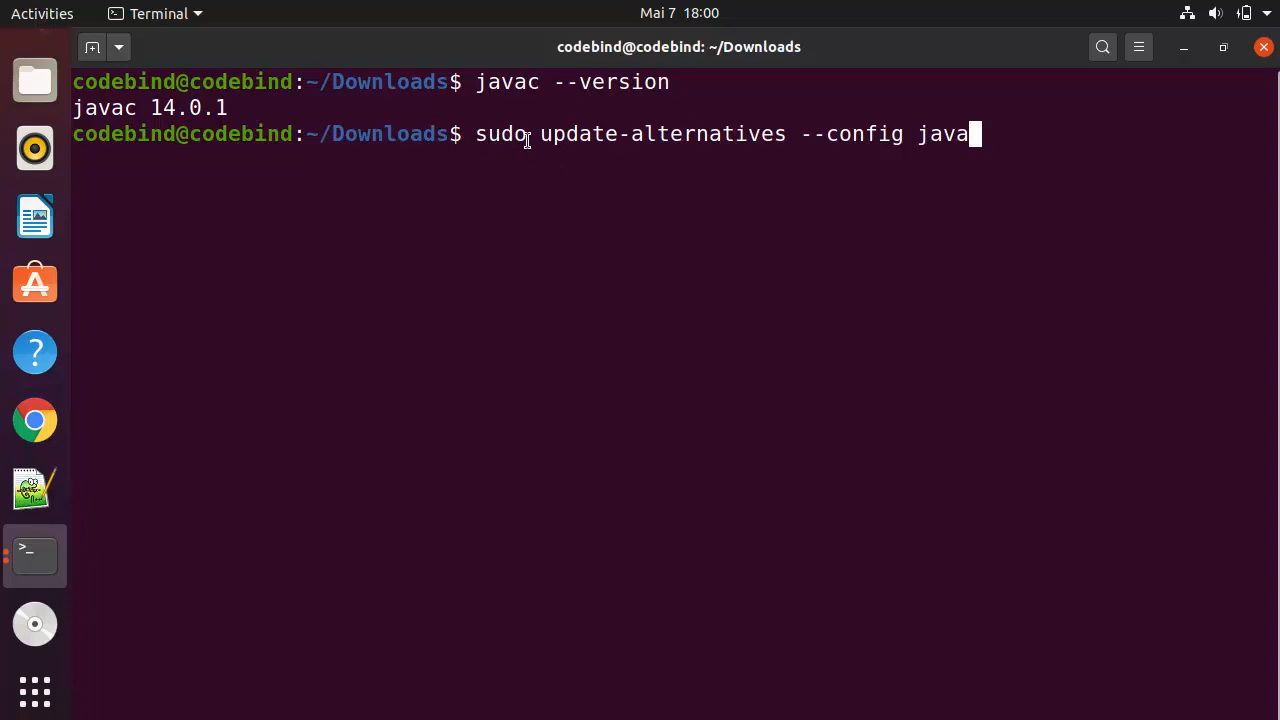 Activities Terminal Mai 7 18:00
codebind@codebind: ~/Downloads
codebind@codebind:~/Downloads$ javac --version
javac 14.0.1
codebind@codebind:~/Downloads$ sudo update-alternatives --config java